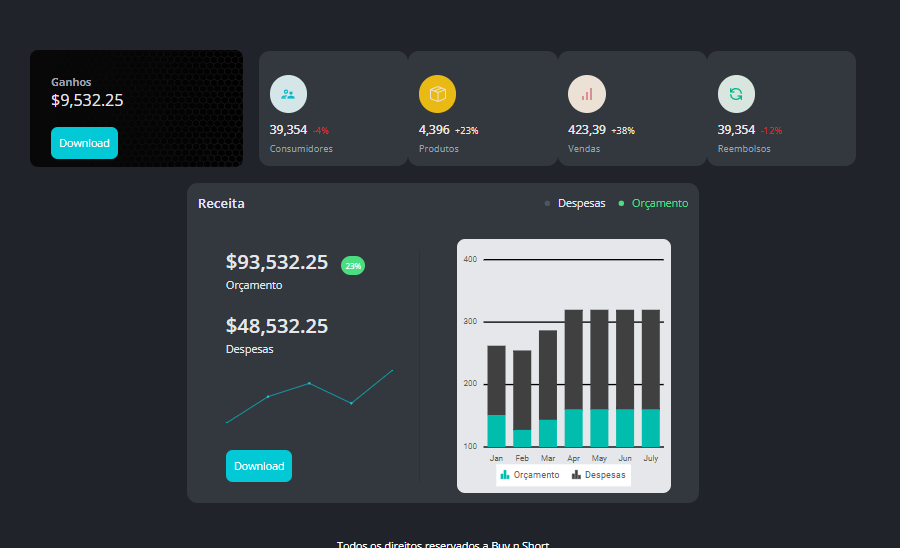 Ganhos
$9,532.25
Download
39,354 -4%
Consumidores
4,396 +23%
Produtos
423,39 +38%
Vendas
39,354 -12%
Reembolsos
Receita
Despesas
Orçamento
$93,532.25 23%
Orçamento
$48,532.25
Despesas
Download
400
300
200
100
Jan Feb Mar Apr May Jun July
Orçamento Despesas
Todos os direitos reservados a Buy n Short